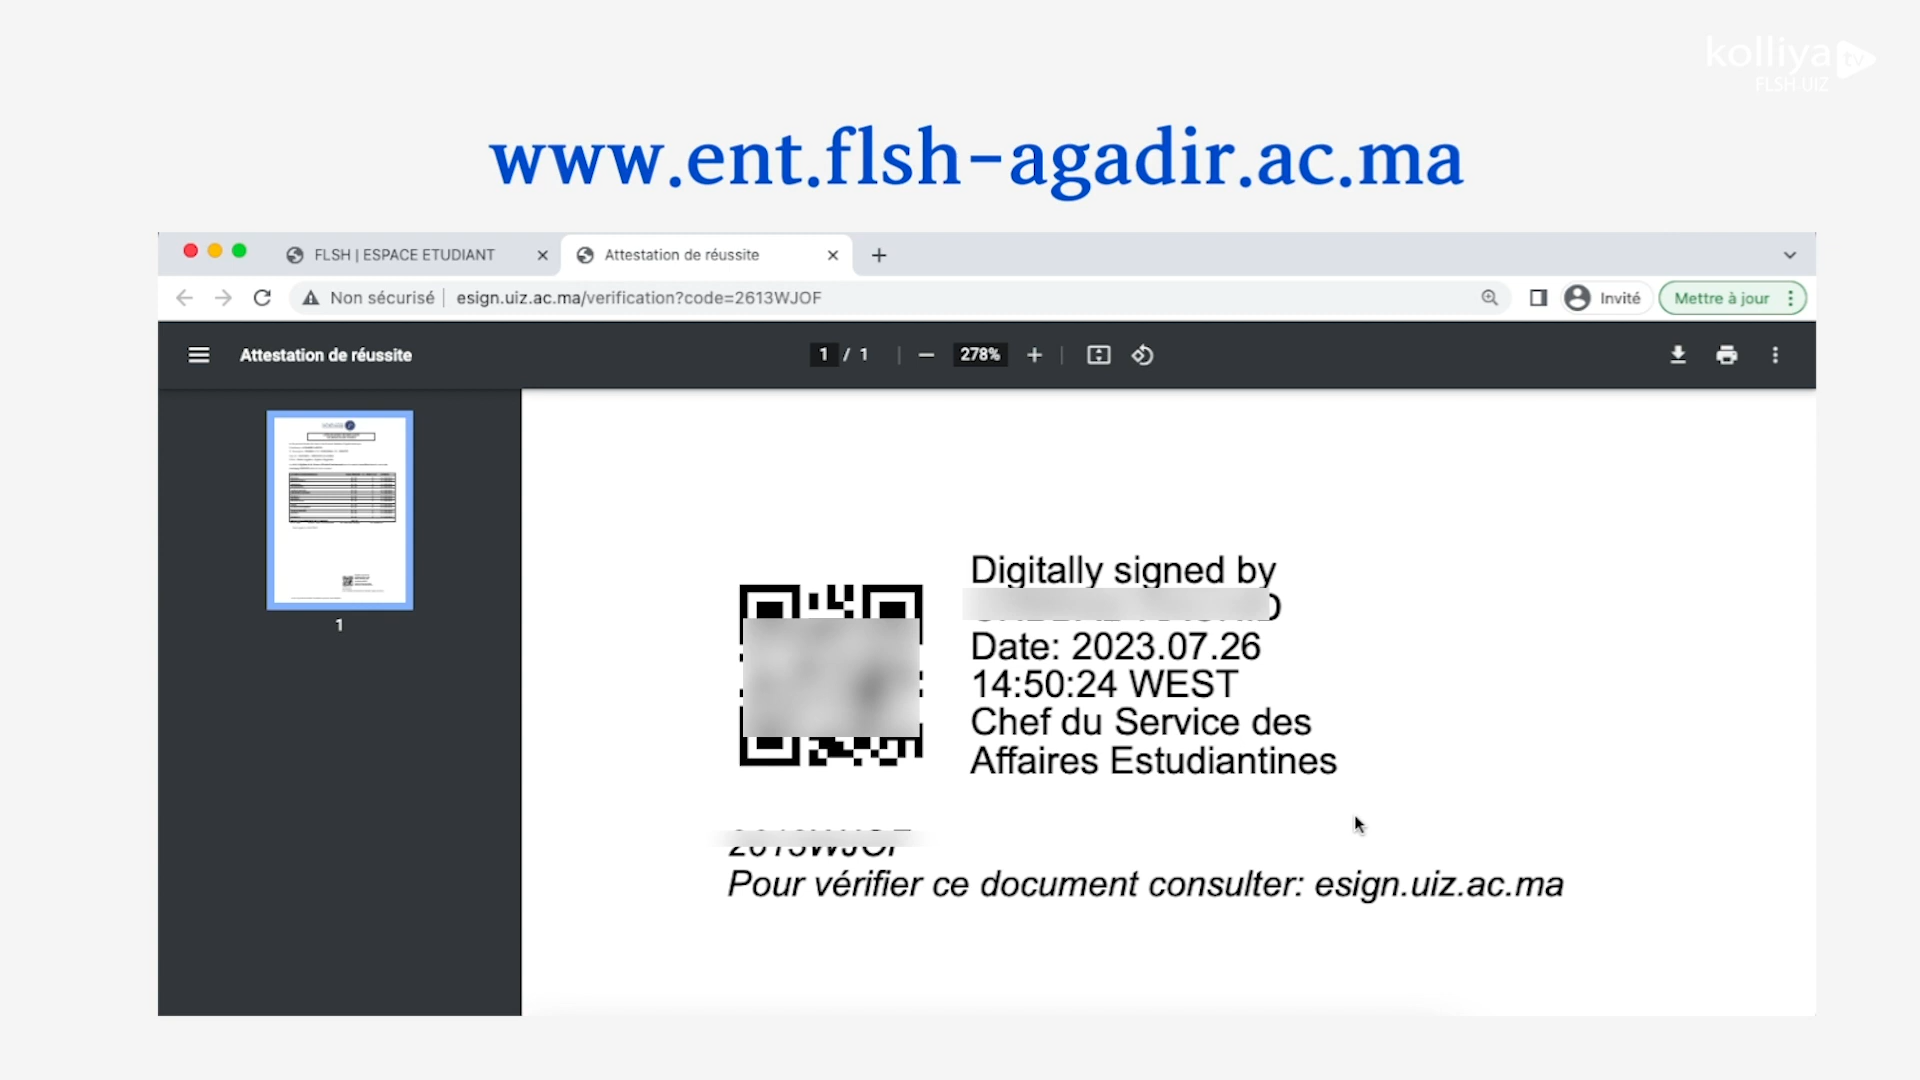 kolliya tv
FLSH-UIZ
www.ent.flsh-agadir.ac.ma
FLSH | ESPACE ETUDIANT
Attestation de réussite
Non sécurisé
esign.uiz.ac.ma/verification?code=2613WJOF
Invité
Mettre à jour
Attestation de réussite
1 / 1
278%
1
Digitally signed by
Date: 2023.07.26
14:50:24 WEST
Chef du Service des
Affaires Estudiantines
Pour vérifier ce document consulter: esign.uiz.ac.ma